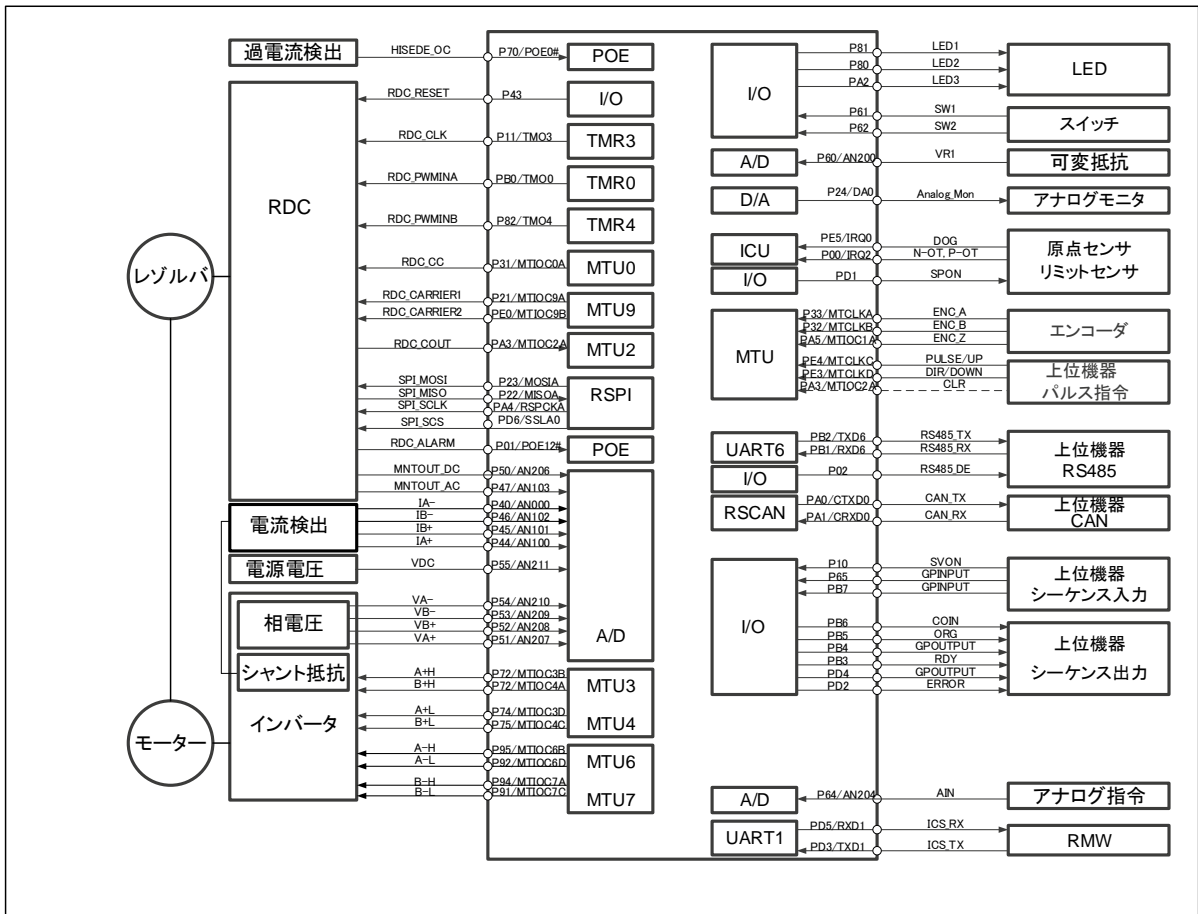 過電流検出 HISEDE_OC P70/POE0# POE
RDC
RDC_RESET P43 I/O
RDC_CLK P11/TMO3 TMR3
RDC_PWMINA PB0/TMO0 TMR0
RDC_PWMINB P82/TMO4 TMR4
RDC_CC P31/MTIOC0A MTU0
RDC_CARRIER1 P21/MTIOC9A
RDC_CARRIER2 PE0/MTIOC9B
MTU9
RDC_COUT PA3/MTIOC2A MTU2
SPI_MOSI P23/MOSIA
SPI_MISO P22/MISOA
SPI_SCLK PA4/RSPCKA
SPI_SCS PD6/SSLA0
RSPI
RDC_ALARM P01/POE12# POE
MNTOUT_DC P50/AN206
MNTOUT_AC P47/AN103
レゾルバ
モーター
電流検出
IA- P40/AN000
IB- P46/AN102
IB+ P45/AN101
IA+ P44/AN100
電源電圧 VDC P55/AN211
相電圧
VA- P54/AN210
VB- P53/AN209
VB+ P52/AN208
VA+ P51/AN207
A/D
シャント抵抗
インバータ
A+H P72/MTIOC3B
B+H P72/MTIOC4A
A+L P74/MTIOC3D
B+L P75/MTIOC4C
MTU3
MTU4
A-H P95/MTIOC6B
A-L P92/MTIOC6D
B-H P94/MTIOC7A
B-L P91/MTIOC7C
MTU6
MTU7
I/O
P81 LED1
P80 LED2
PA2 LED3
LED
P61 SW1
P62 SW2
スイッチ
A/D P60/AN200 VR1 可変抵抗
D/A P24/DA0 Analog_Mon アナログモニタ
ICU
PE5/IRQ0 DOG
P00/IRQ2 N-OT, P-OT
I/O PD1 SPON
原点センサ
リミットセンサ
MTU
P33/MTCLKA ENC_A
P32/MTCLKB ENC_B
PA5/MTIOC1A ENC_Z
エンコーダ
PE4/MTCLKC PULSE/UP
PE3/MTCLKD DIR/DOWN
PA3/MTIOC2A CLR
上位機器
パルス指令
UART6
PB2/TXD6 RS485_TX
PB1/RXD6 RS485_RX
I/O P02 RS485_DE
上位機器
RS485
RSCAN
PA0/CTXD0 CAN_TX
PA1/CRXD0 CAN_RX
上位機器
CAN
I/O
P10 SVON
P65 GPINPUT
PB7 GPINPUT
上位機器
シーケンス入力
PB6 COIN
PB5 ORG
PB4 GPOUTPUT
PB3 RDY
PD4 GPOUTPUT
PD2 ERROR
上位機器
シーケンス出力
A/D P64/AN204 AIN アナログ指令
UART1
PD5/RXD1 ICS_RX
PD3/TXD1 ICS_TX
RMW